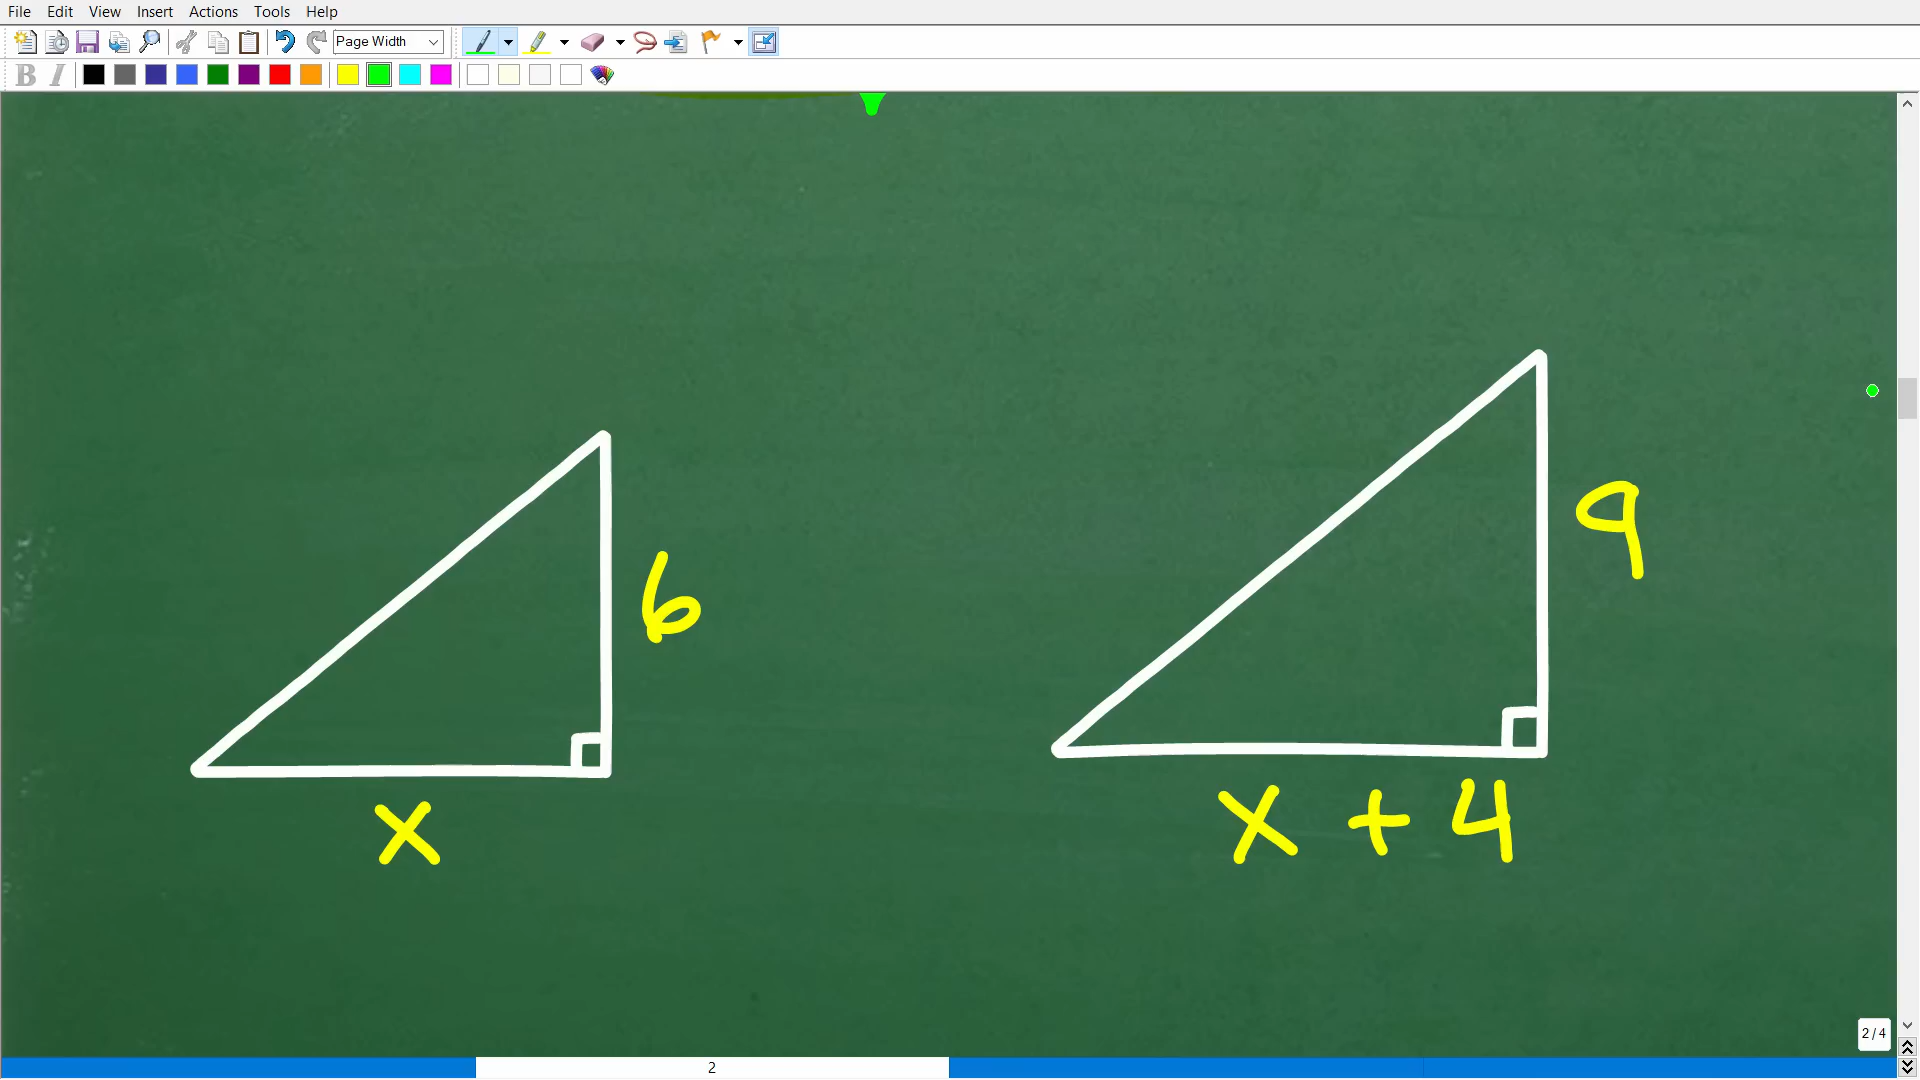 File Edit View Insert Actions Tools Help
Page Width
B I
6
9
x
x + 4
2 / 4
2